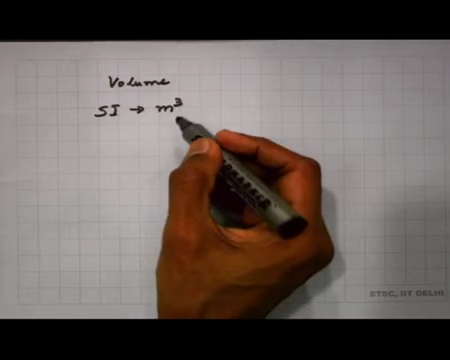 Volume
SI → m³
ETSC, IIT DELHI